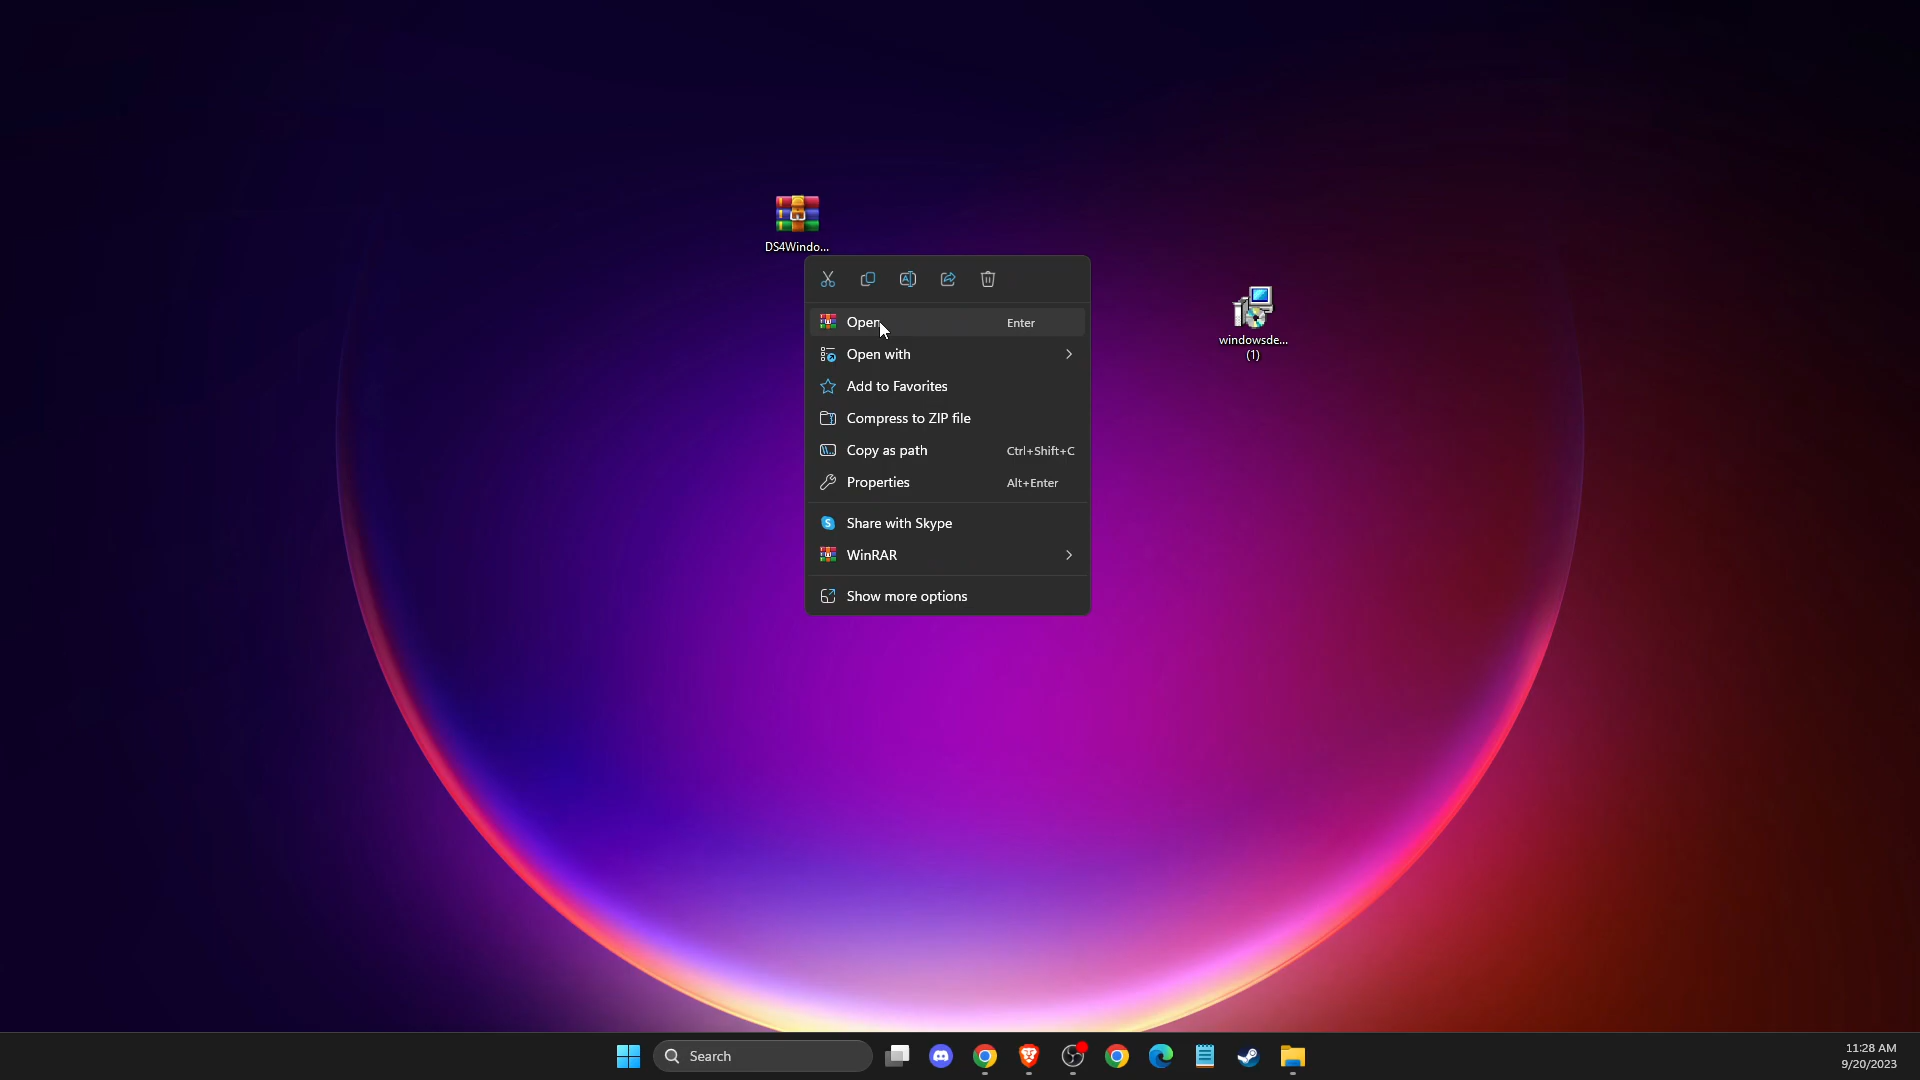 DS4Windo...
windowsde...
(1)
Open Enter
Open with
Add to Favorites
Compress to ZIP file
Copy as path Ctrl+Shift+C
Properties Alt+Enter
Share with Skype
WinRAR
Show more options
Search
11:28 AM
9/20/2023